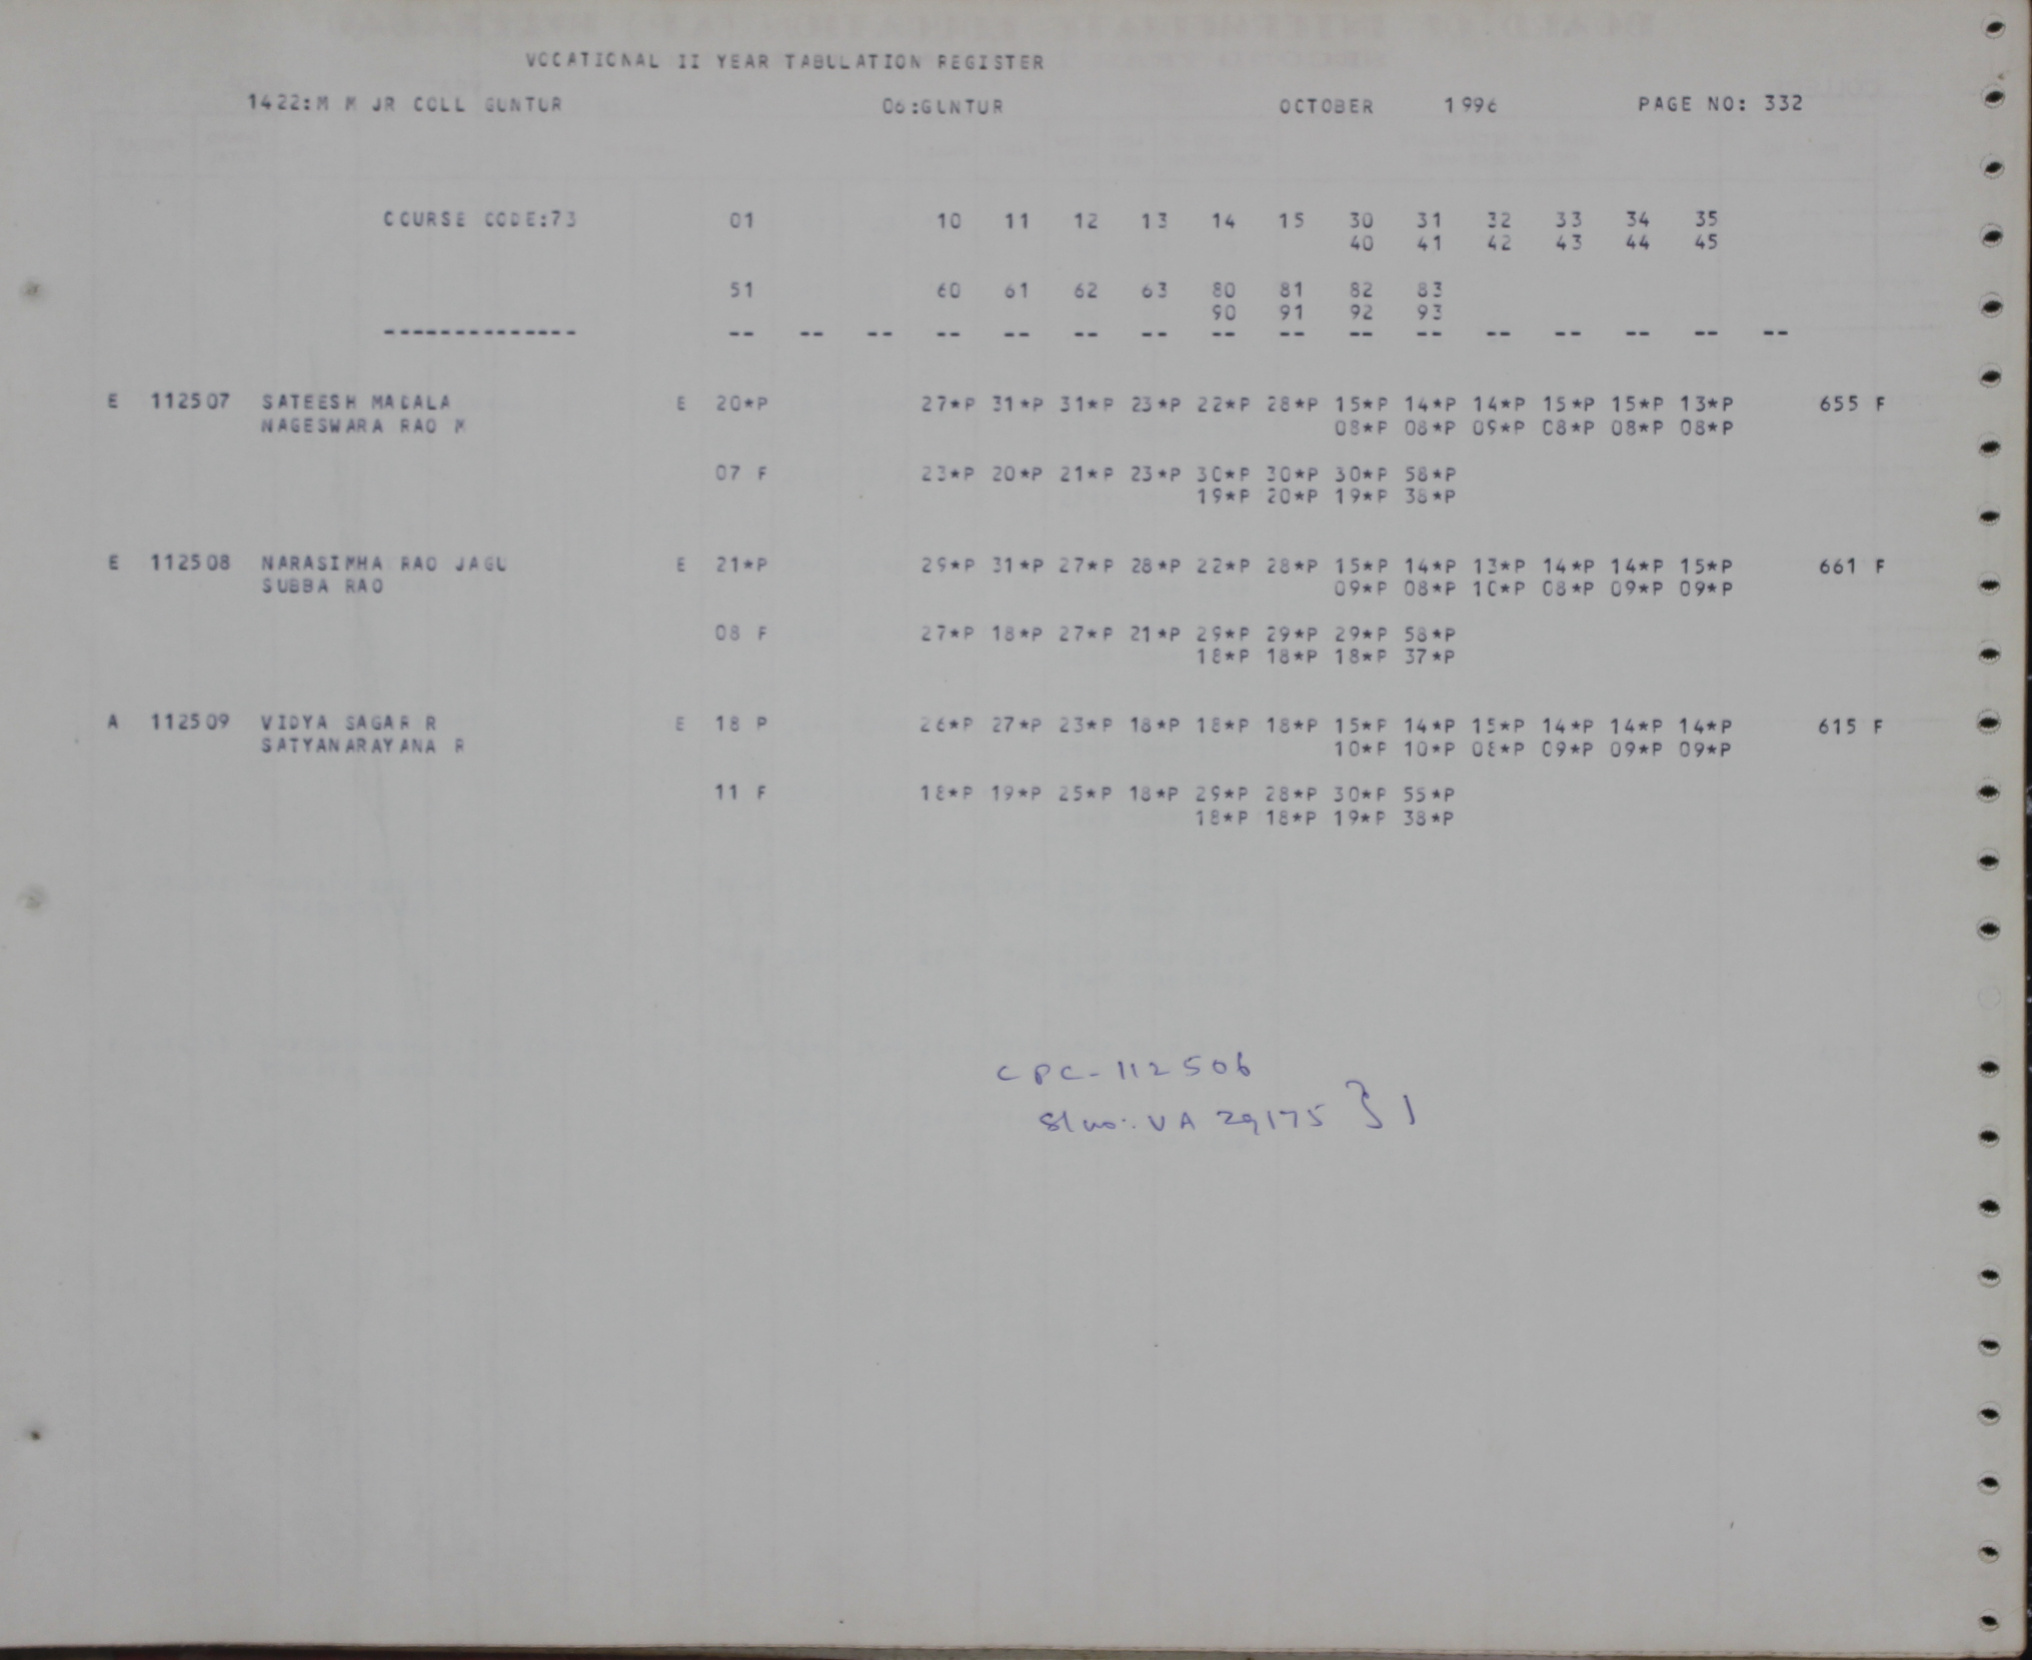 VOCATIONAL II YEAR TABULATION REGISTER
1422:M M JR COLL GUNTUR 06:GUNTUR OCTOBER 1996 PAGE NO: 332
COURSE CODE:73 01 10 11 12 13 14 15 30 31 32 33 34 35
40 41 42 43 44 45
51 60 61 62 63 80 81 82 83
90 91 92 93
-------------- -- -- -- -- -- -- -- -- -- -- -- -- -- -- -- --
E 112507 SATEESH MADALA E 20*P 27*P 31*P 31*P 23*P 22*P 28*P 15*P 14*P 14*P 15*P 15*P 13*P 655 F
NAGESWARA RAO M 08*P 08*P 09*P 08*P 08*P 08*P
07 F 23*P 20*P 21*P 23*P 30*P 30*P 30*P 58*P
19*P 20*P 19*P 38*P
E 112508 NARASIMHA RAO JAGU E 21*P 29*P 31*P 27*P 28*P 22*P 28*P 15*P 14*P 13*P 14*P 14*P 15*P 661 F
SUBBA RAO 09*P 08*P 10*P 08*P 09*P 09*P
08 F 27*P 18*P 27*P 21*P 29*P 29*P 29*P 58*P
18*P 18*P 18*P 37*P
A 112509 VIDYA SAGAR R E 18 P 26*P 27*P 23*P 18*P 18*P 18*P 15*P 14*P 15*P 14*P 14*P 14*P 615 F
SATYANARAYANA R 10*P 10*P 08*P 09*P 09*P 09*P
11 F 18*P 19*P 25*P 18*P 29*P 28*P 30*P 55*P
18*P 18*P 19*P 38*P
CPC-112506
Sl no: VA 29175 } 1